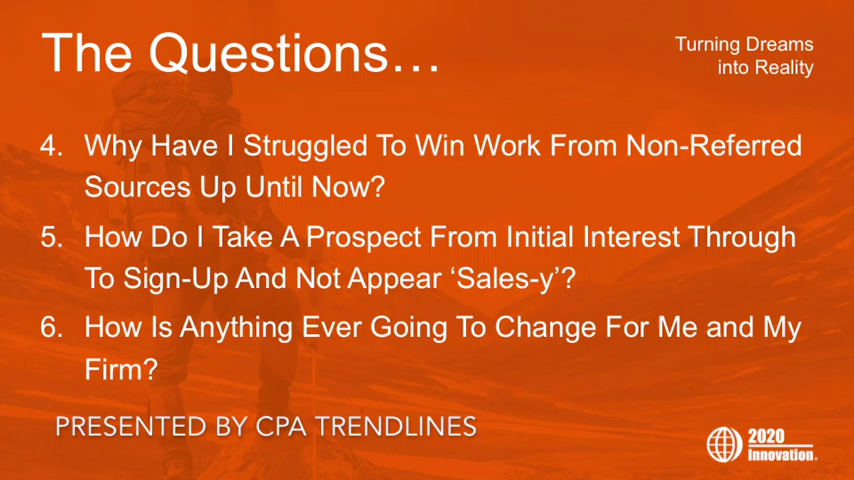 The Questions…
Turning Dreams
into Reality
4. Why Have I Struggled To Win Work From Non-Referred
Sources Up Until Now?
5. How Do I Take A Prospect From Initial Interest Through
To Sign-Up And Not Appear ‘Sales-y’?
6. How Is Anything Ever Going To Change For Me and My
Firm?
PRESENTED BY CPA TRENDLINES
2020
Innovation.